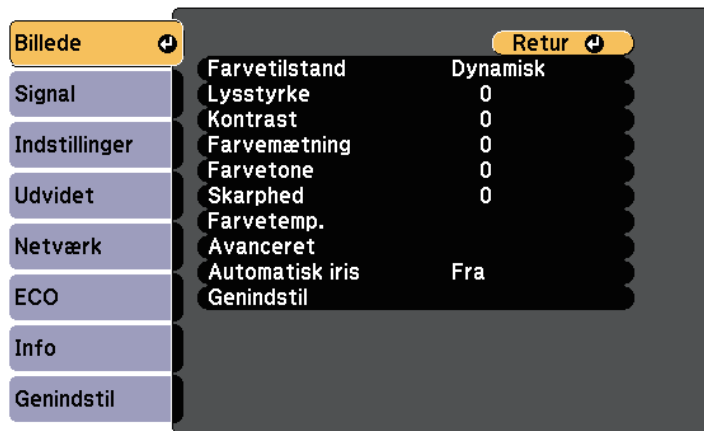 Billede
Signal
Indstillinger
Udvidet
Netværk
ECO
Info
Genindstil
Retur
Farvetilstand Dynamisk
Lysstyrke 0
Kontrast 0
Farvemætning 0
Farvetone 0
Skarphed 0
Farvetemp.
Avanceret
Automatisk iris Fra
Genindstil